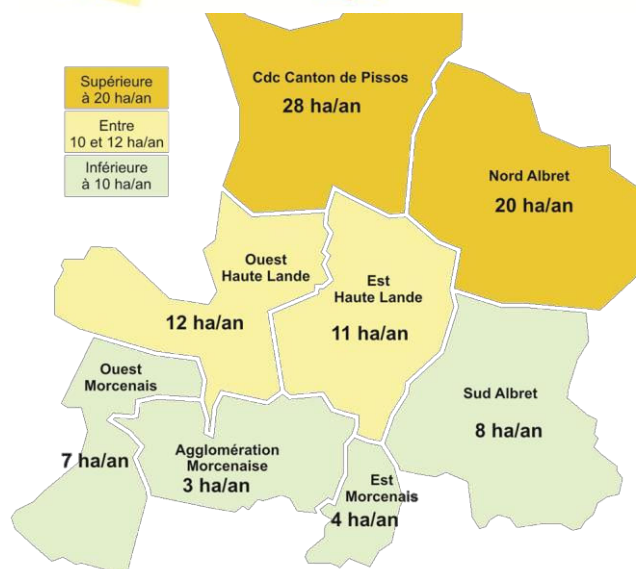 Supérieure
à 20 ha/an
Entre
10 et 12 ha/an
Inférieure
à 10 ha/an
Cdc Canton de Pissos
28 ha/an
Nord Albret
20 ha/an
Ouest
Haute Lande
12 ha/an
Est
Haute Lande
11 ha/an
Ouest
Morcenais
7 ha/an
Agglomération
Morcenaise
3 ha/an
Est
Morcenais
4 ha/an
Sud Albret
8 ha/an